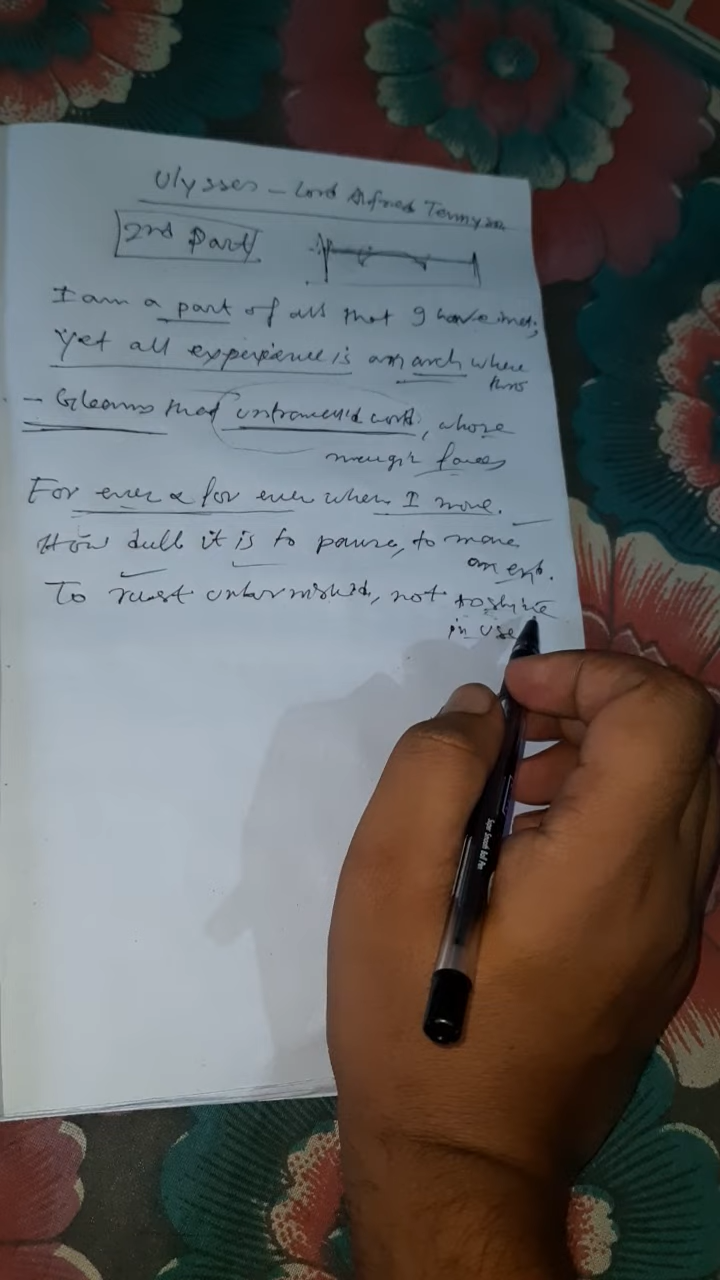 Ulysses - Lord Alfred Tennyson
2nd Part
I am a part of all that I have met;
Yet all experience is an arch where
thro
- Gleams that untravell'd world, whose
margin fades
For ever & for ever when I move.
How dull it is to pause, to make
an end.
To rust unburnish'd, not to shine
in use